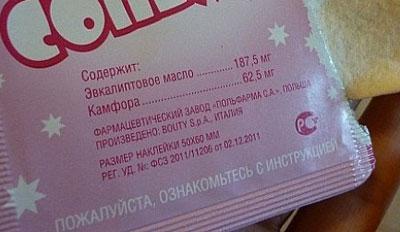 Содержит:
Эвкалиптовое масло 187,5 мг
Камфора 62,5 мг
ФАРМАЦЕВТИЧЕСКИЙ ЗАВОД «ПОЛЬФАРМА С.А.», ПОЛЬША
ПРОИЗВЕДЕНО: BOUTY S.p.A., ИТАЛИЯ
РАЗМЕР НАКЛЕЙКИ 50X60 ММ
РЕГ. УД. №: ФСЗ 2011/11206 от 02.12.2011
ПОЖАЛУЙСТА, ОЗНАКОМЬТЕСЬ С ИНСТРУКЦИЕЙ